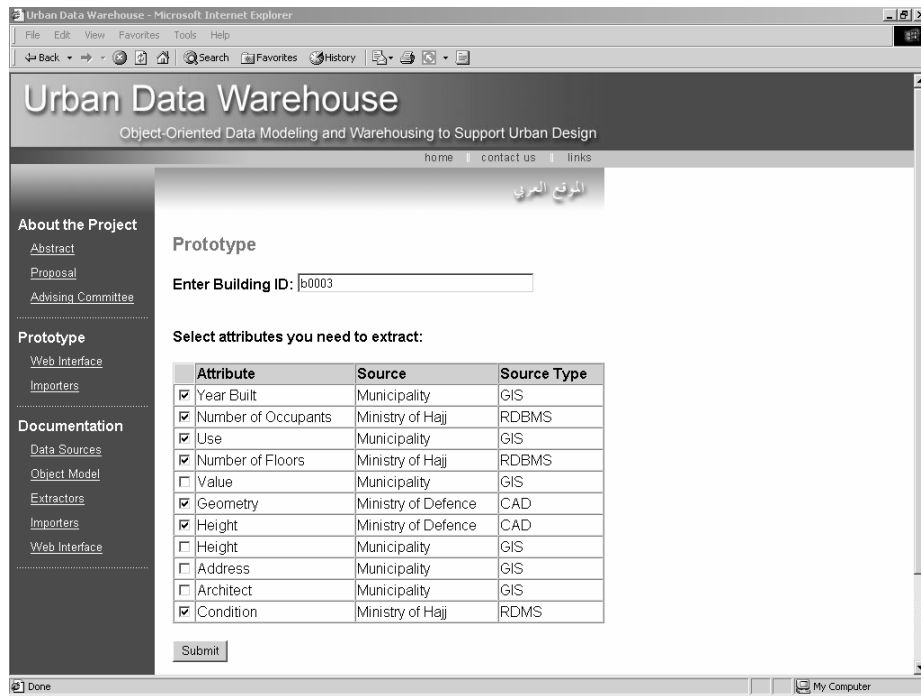 Urban Data Warehouse - Microsoft Internet Explorer
File Edit View Favorites Tools Help
Back Search Favorites History
Urban Data Warehouse
Object-Oriented Data Modeling and Warehousing to Support Urban Design
home contact us links
الموقع العربي
About the Project
Abstract
Proposal
Advising Committee
Prototype
Web Interface
Importers
Documentation
Data Sources
Object Model
Extractors
Importers
Web Interface
Prototype
Enter Building ID: b0003
Select attributes you need to extract:
Attribute Source Source Type
Year Built Municipality GIS
Number of Occupants Ministry of Hajj RDBMS
Use Municipality GIS
Number of Floors Ministry of Hajj RDBMS
Value Municipality GIS
Geometry Ministry of Defence CAD
Height Ministry of Defence CAD
Height Municipality GIS
Address Municipality GIS
Architect Municipality GIS
Condition Ministry of Hajj RDMS
Submit
Done My Computer